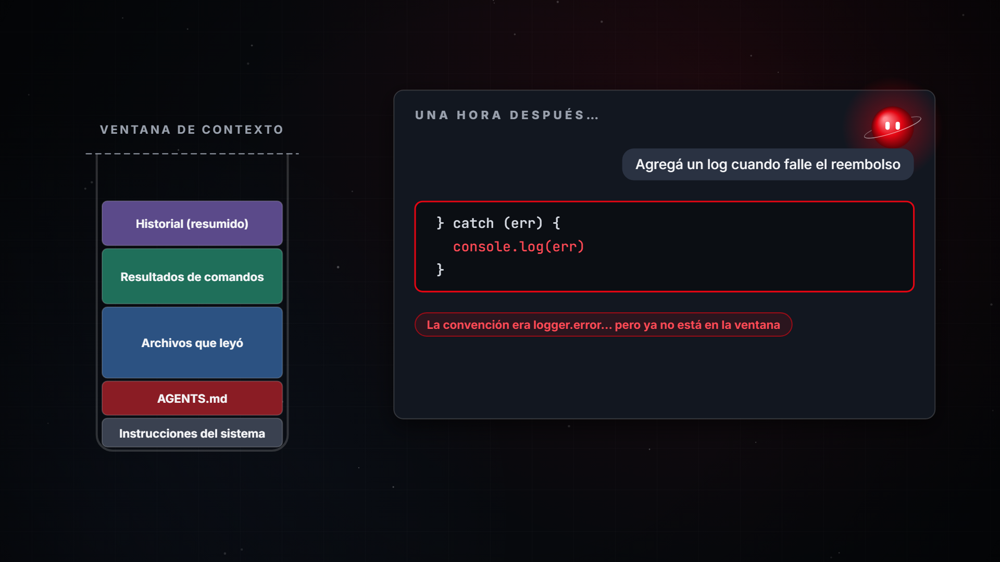 VENTANA DE CONTEXTO
Historial (resumido)
Resultados de comandos
Archivos que leyó
AGENTS.md
Instrucciones del sistema
UNA HORA DESPUÉS...
Agregá un log cuando falle el reembolso
} catch (err) {
  console.log(err)
}
La convención era logger.error... pero ya no está en la ventana